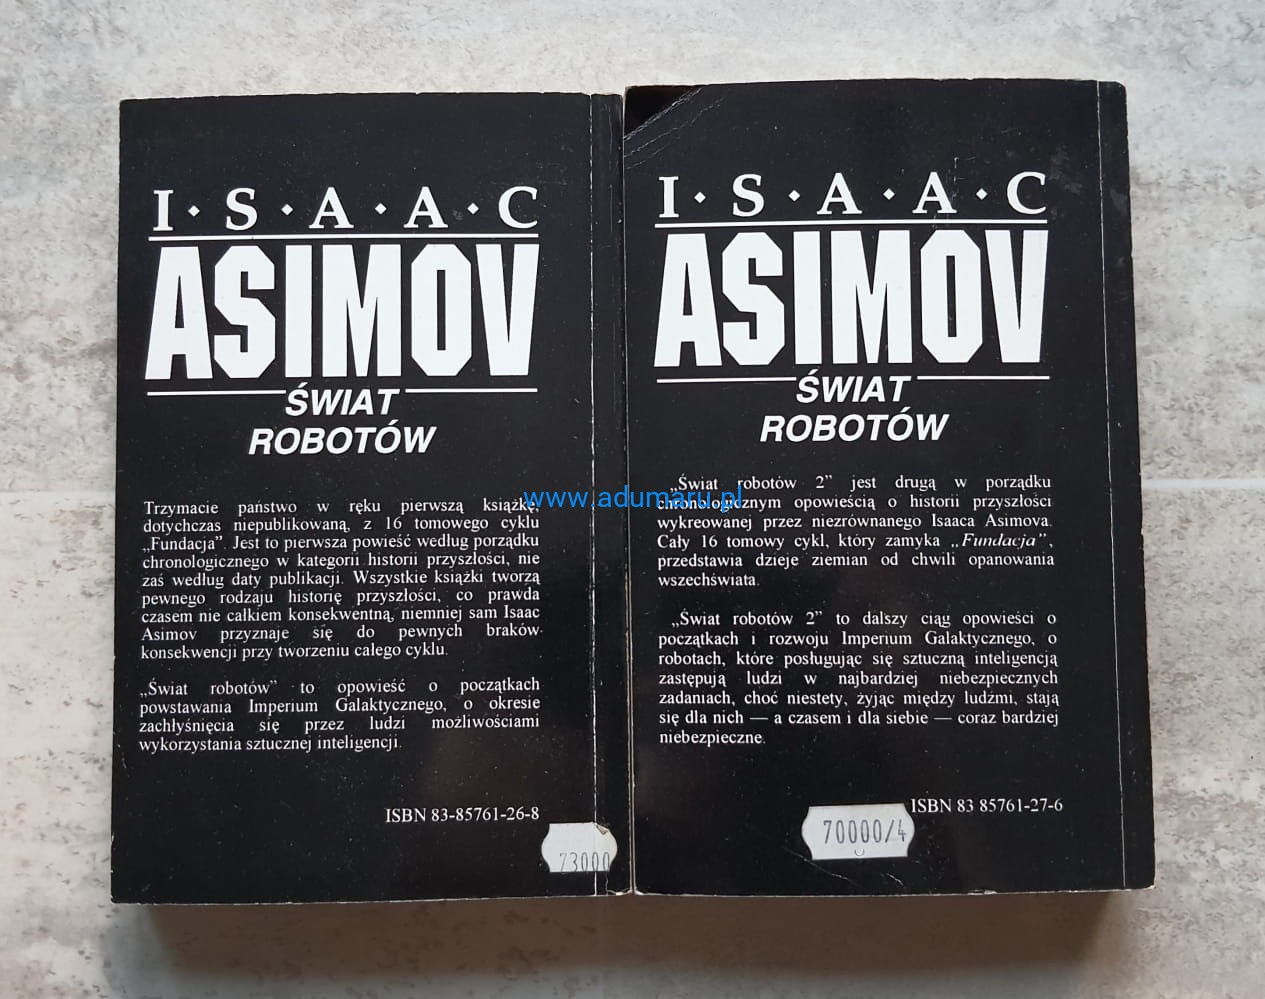 I·S·A·A·C
ASIMOV
ŚWIAT
ROBOTÓW
Trzymacie państwo w ręku pierwszą książkę,
dotychczas niepublikowaną, z 16 tomowego cyklu
„Fundacja”. Jest to pierwsza powieść według porządku
chronologicznego w kategorii historii przyszłości, nie
zaś według daty publikacji. Wszystkie książki tworzą
pewnego rodzaju historię przyszłości, co prawda
czasem nie całkiem konsekwentną, niemniej sam Isaac
Asimov przyznaje się do pewnych braków
konsekwencji przy tworzeniu całego cyklu.
„Świat robotów” to opowieść o początkach
powstawania Imperium Galaktycznego, o okresie
zachłyśnięcia się przez ludzi możliwościami
wykorzystania sztucznej inteligencji.
ISBN 83-85761-26-8
73000
I·S·A·A·C
ASIMOV
ŚWIAT
ROBOTÓW
„Świat robotów 2” jest drugą w porządku
chronologicznym opowieścią o historii przyszłości
wykreowanej przez niezrównanego Isaaca Asimova.
Cały 16 tomowy cykl, który zamyka „Fundacja”,
przedstawia dzieje ziemian od chwili opanowania
wszechświata.
„Świat robotów 2” to dalszy ciąg opowieści o
początkach i rozwoju Imperium Galaktycznego, o
robotach, które posługując się sztuczną inteligencją
zastępują ludzi w najbardziej niebezpiecznych
zadaniach, choć niestety, żyjąc między ludźmi, stają
się dla nich — a czasem i dla siebie — coraz bardziej
niebezpieczne.
ISBN 83 85761-27-6
70000/4
www.adumaru.pl